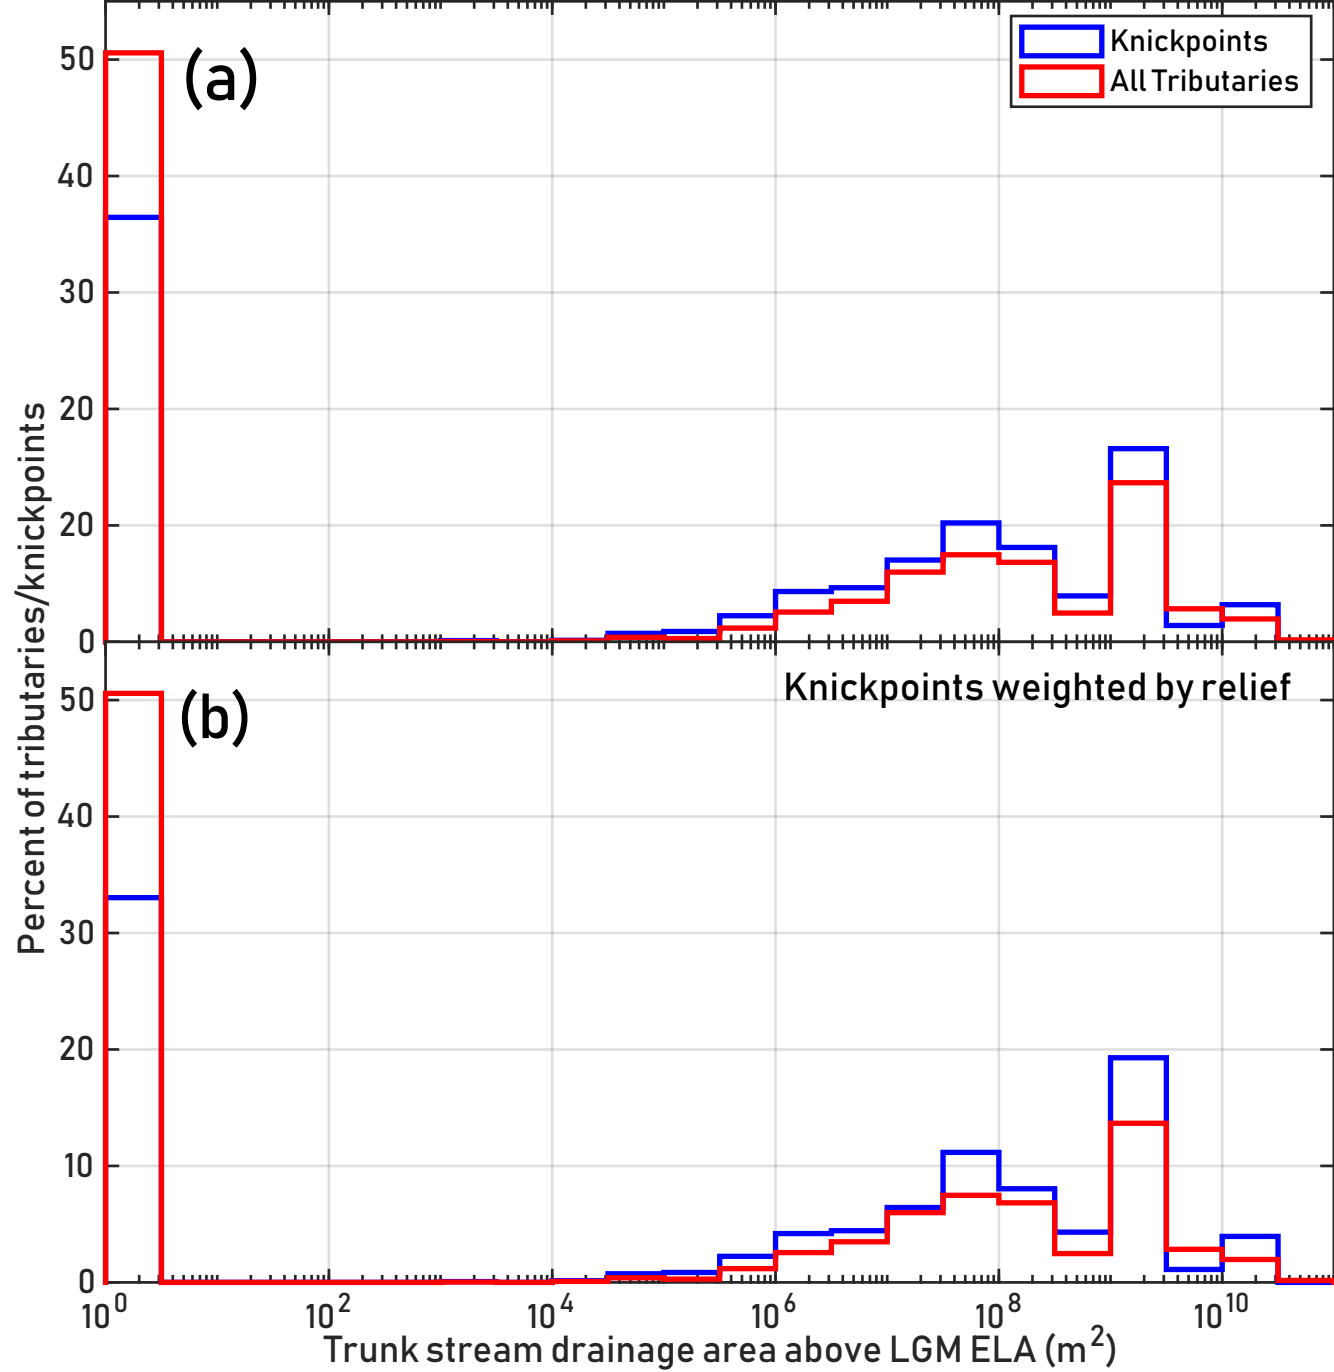 Knickpoints
All Tributaries
(a)
50
40
30
20
20
0
Percent of tributaries/knickpoints
(b)
Knickpoints weighted by relief
50
40
30
20
10
0
10^0 10^2 10^4 10^6 10^8 10^10
Trunk stream drainage area above LGM ELA (m^2)